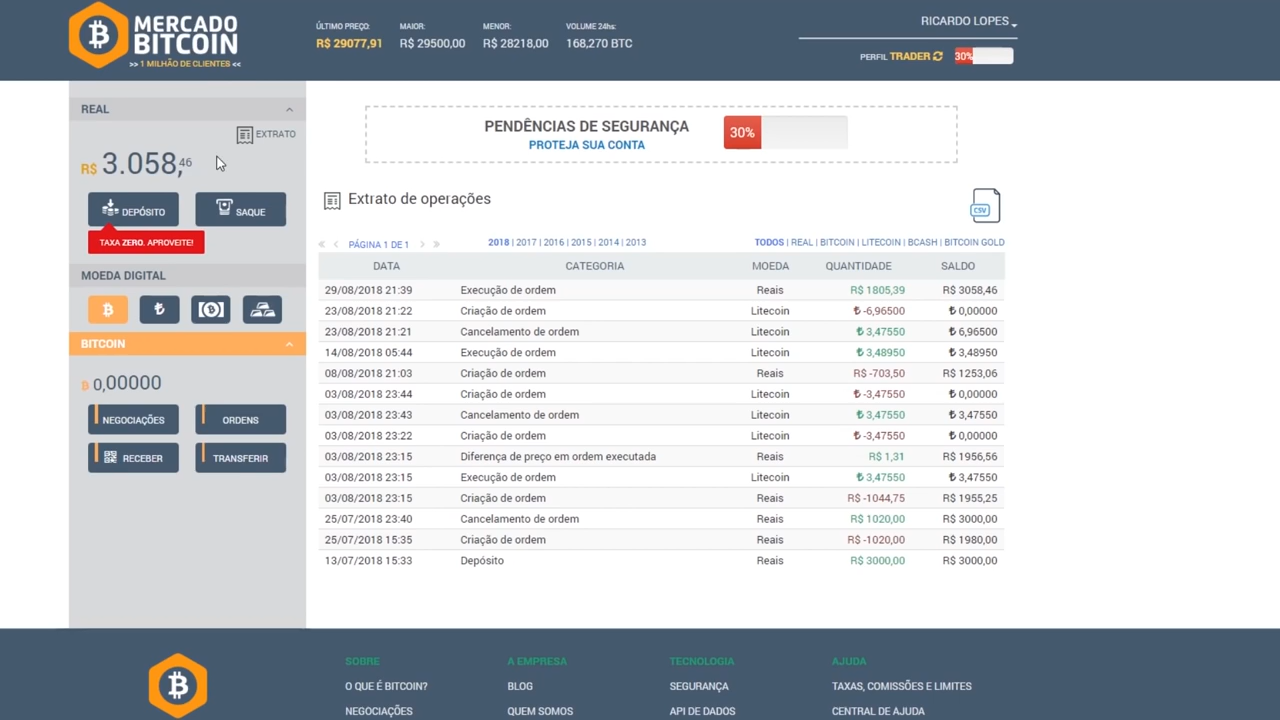 MERCADO
BITCOIN
>> 1 MILHÃO DE CLIENTES <<
ÚLTIMO PREÇO: MAIOR: MENOR: VOLUME 24hs:
R$ 29077,91 R$ 29500,00 R$ 28218,00 168,270 BTC
RICARDO LOPES
PERFIL TRADER 30%
REAL
EXTRATO
R$ 3.058,46
DEPÓSITO SAQUE
TAXA ZERO. APROVEITE!
MOEDA DIGITAL
BITCOIN
0,00000
NEGOCIAÇÕES ORDENS
RECEBER TRANSFERIR
PENDÊNCIAS DE SEGURANÇA 30%
PROTEJA SUA CONTA
Extrato de operações
CSV
« ‹ PÁGINA 1 DE 1 › » 2018 | 2017 | 2016 | 2015 | 2014 | 2013 TODOS | REAL | BITCOIN | LITECOIN | BCASH | BITCOIN GOLD
DATA CATEGORIA MOEDA QUANTIDADE SALDO
29/08/2018 21:39 Execução de ordem Reais R$ 1805,39 R$ 3058,46
23/08/2018 21:22 Criação de ordem Litecoin Ł -6,96500 Ł 0,00000
23/08/2018 21:21 Cancelamento de ordem Litecoin Ł 3,47550 Ł 6,96500
14/08/2018 05:44 Execução de ordem Litecoin Ł 3,48950 Ł 3,48950
08/08/2018 21:03 Criação de ordem Reais R$ -703,50 R$ 1253,06
03/08/2018 23:44 Criação de ordem Litecoin Ł -3,47550 Ł 0,00000
03/08/2018 23:43 Cancelamento de ordem Litecoin Ł 3,47550 Ł 3,47550
03/08/2018 23:22 Criação de ordem Litecoin Ł -3,47550 Ł 0,00000
03/08/2018 23:15 Diferença de preço em ordem executada Reais R$ 1,31 R$ 1956,56
03/08/2018 23:15 Execução de ordem Litecoin Ł 3,47550 Ł 3,47550
03/08/2018 23:15 Criação de ordem Reais R$ -1044,75 R$ 1955,25
25/07/2018 23:40 Cancelamento de ordem Reais R$ 1020,00 R$ 3000,00
25/07/2018 15:35 Criação de ordem Reais R$ -1020,00 R$ 1980,00
13/07/2018 15:33 Depósito Reais R$ 3000,00 R$ 3000,00
SOBRE A EMPRESA TECNOLOGIA AJUDA
O QUE É BITCOIN? BLOG SEGURANÇA TAXAS, COMISSÕES E LIMITES
NEGOCIAÇÕES QUEM SOMOS API DE DADOS CENTRAL DE AJUDA